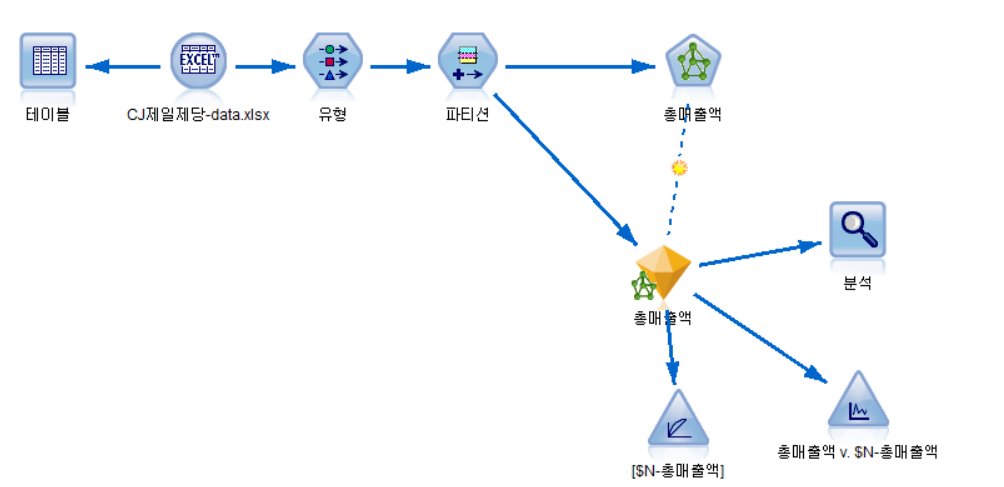 EXCEL™
테이블
CJ제일제당-data.xlsx
유형
파티션
총매출액
분석
총매출액
총매출액 v. $N-총매출액
[$N-총매출액]